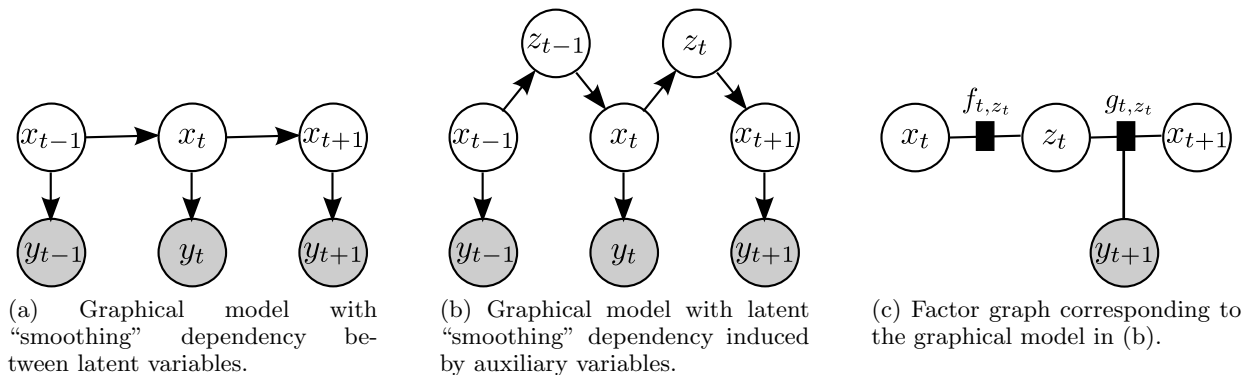 z_{t-1} z_t
f_{t,z_t} g_{t,z_t}
x_{t-1} x_t x_{t+1} x_{t-1} x_t x_{t+1} x_t z_t x_{t+1}
y_{t-1} y_t y_{t+1} y_{t-1} y_t y_{t+1} y_{t+1}
(a) Graphical model with
“smoothing” dependency be-
tween latent variables.
(b) Graphical model with latent
“smoothing” dependency induced
by auxiliary variables.
(c) Factor graph corresponding to
the graphical model in (b).